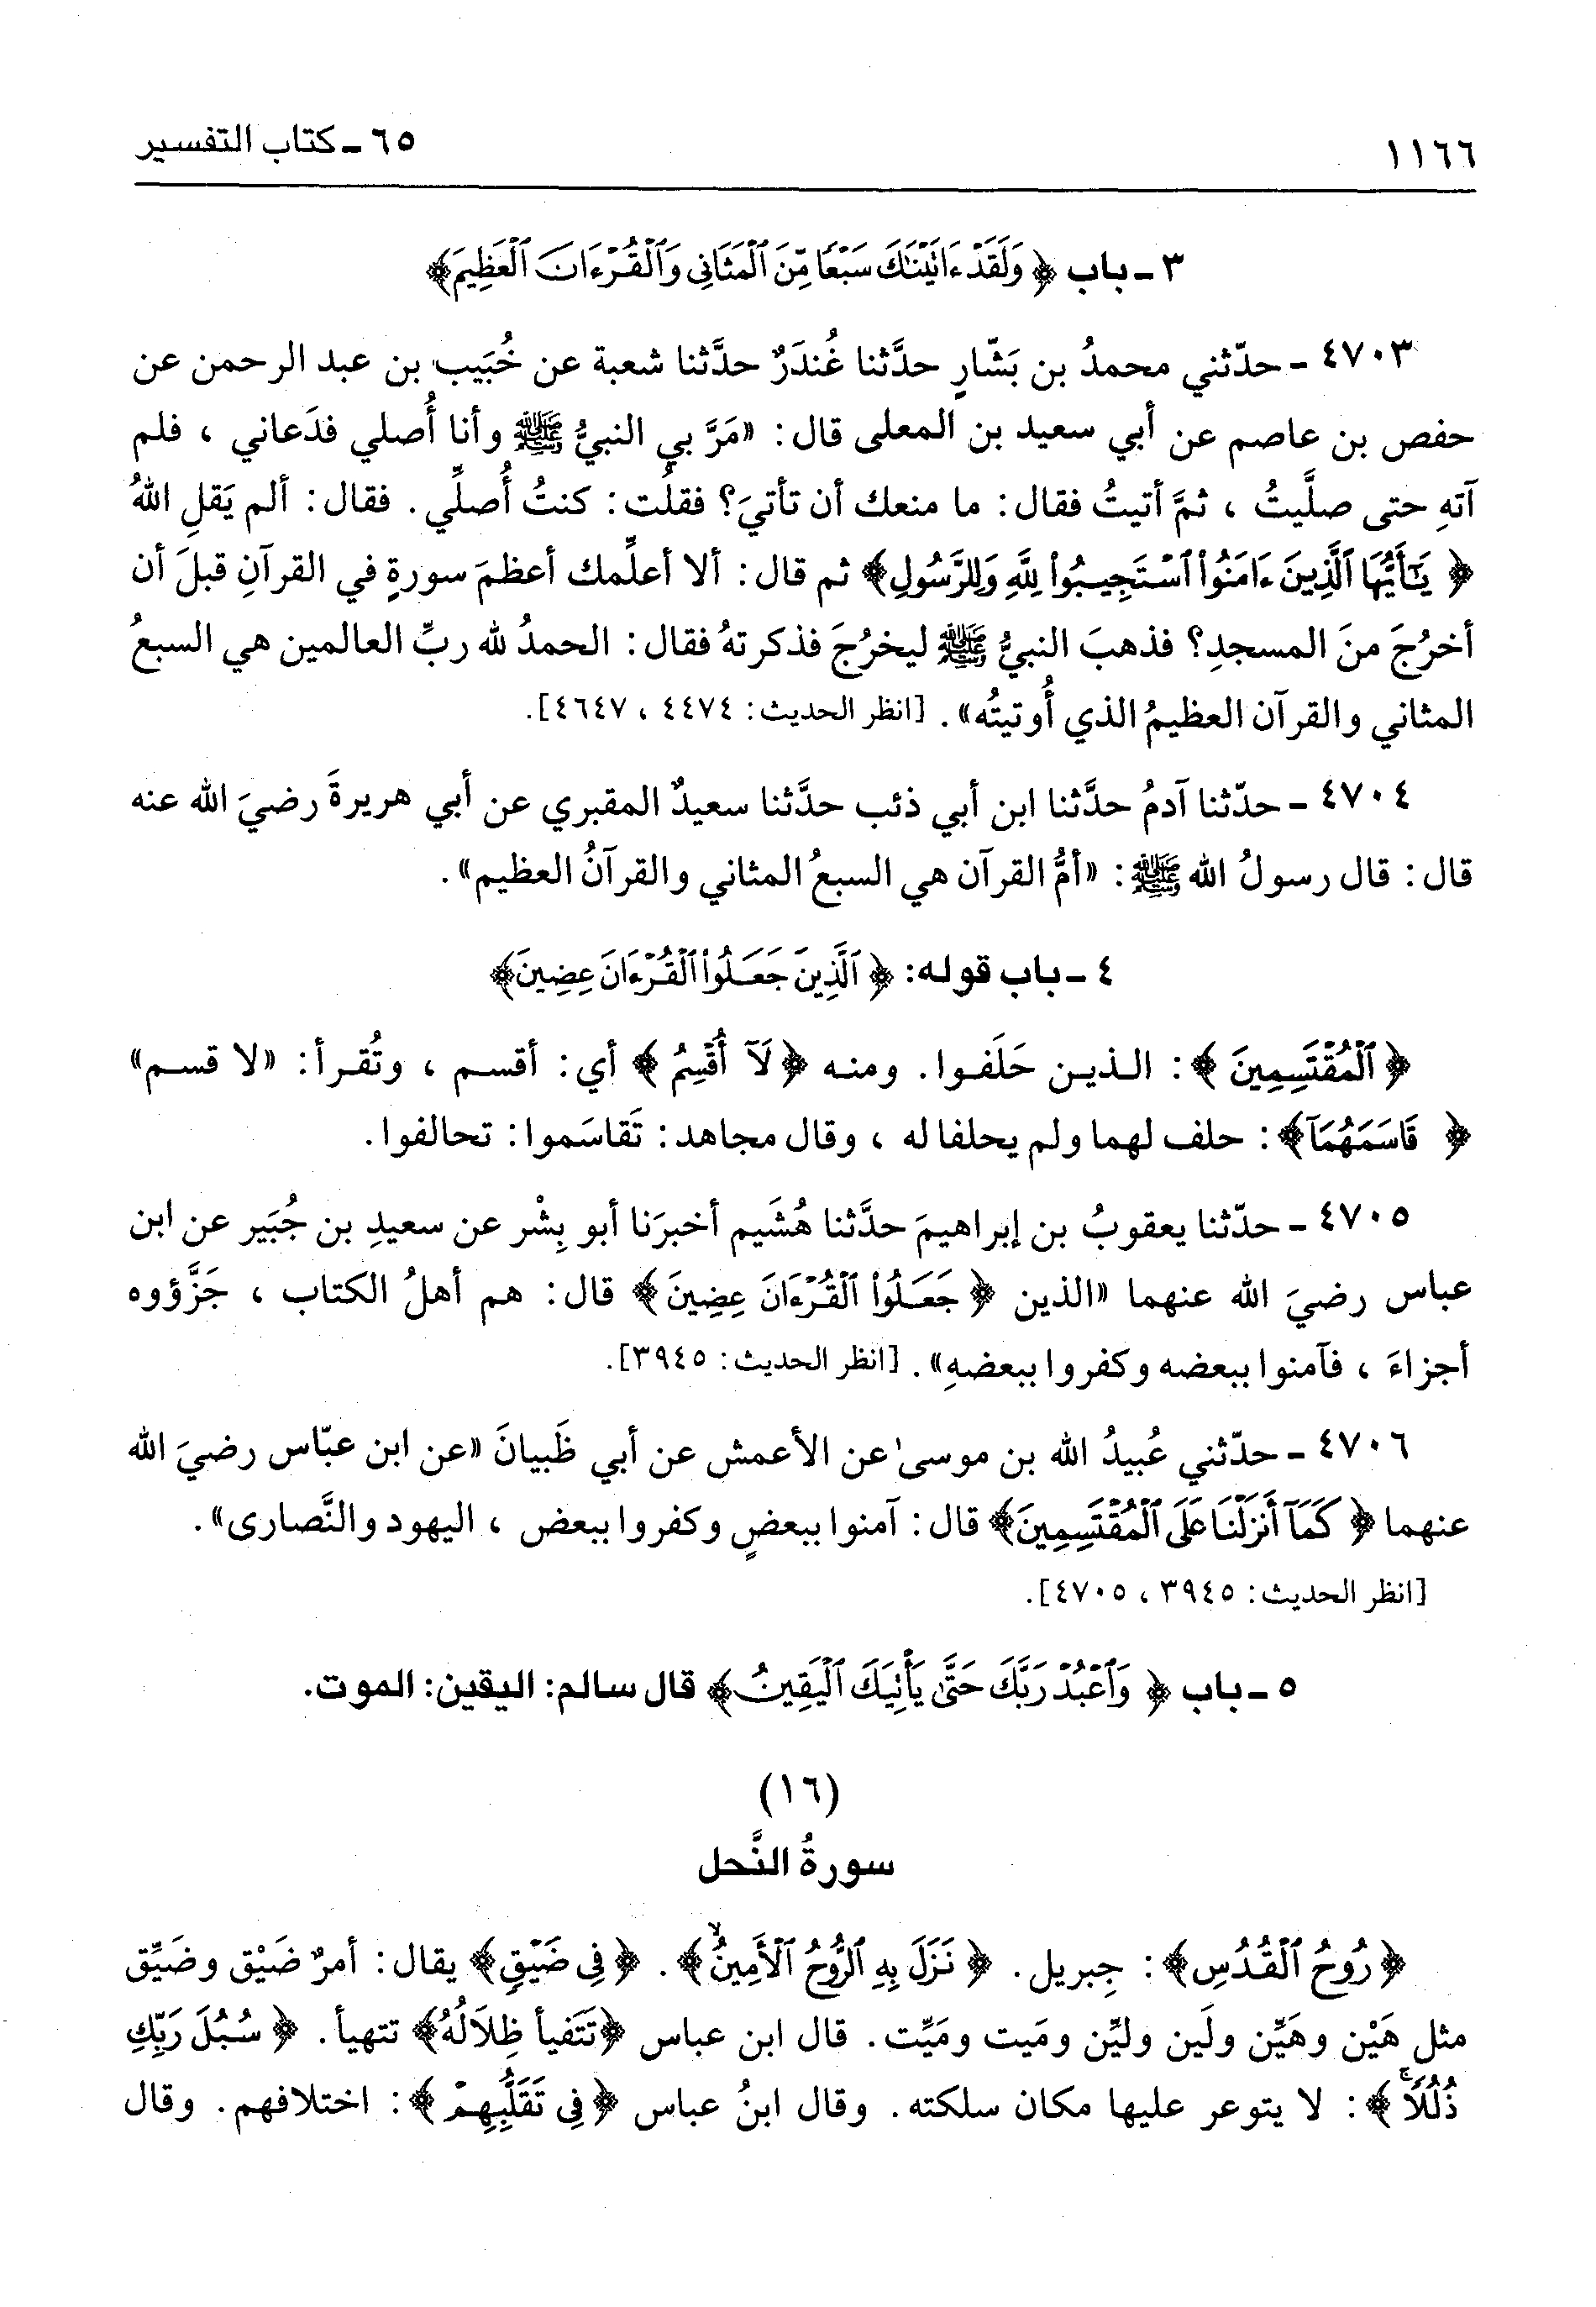 ١١٦٦
٦٥ ـ كتاب التفسير
٣ ـ باب ﴿ وَلَقَدْ ءَاتَيْنَٰكَ سَبْعًا مِّنَ ٱلْمَثَانِى وَٱلْقُرْءَانَ ٱلْعَظِيمَ﴾
٤٧٠٣ ـ حدّثني محمدُ بن بَشّارٍ حدَّثنا غُندَرٌ حدَّثنا شعبة عن خُبَيب بن عبد الرحمن عن
حفص بن عاصم عن أبي سعيد بن المعلى قال: «مَرَّ بي النبيُّ ﷺ وأنا أُصلي فدَعاني ، فلم
آتهِ حتى صلَّيتُ ، ثمَّ أتيتُ فقال: ما منعك أن تأتيَ؟ فقلُت: كنتُ أُصلِّي. فقال: ألم يَقلِ اللهُ
﴿ يَٰٓأَيُّهَا ٱلَّذِينَ ءَامَنُوا۟ ٱسْتَجِيبُوا۟ لِلَّهِ وَلِلرَّسُولِ﴾ ثم قال: ألا أعلِّمك أعظمَ سورةٍ في القرآنِ قبلَ أن
أخرُجَ منَ المسجدِ؟ فذهبَ النبيُّ ﷺ ليخرُجَ فذكرتهُ فقال: الحمدُ لله ربِّ العالمين هي السبعُ
المثاني والقرآن العظيمُ الذي أُوتيتُه». [انظر الحديث: ٤٤٧٤ ، ٤٦٤٧].
٤٧٠٤ ـ حدّثنا آدمُ حدَّثنا ابن أبي ذئب حدَّثنا سعيدٌ المقبري عن أبي هريرةَ رضيَ الله عنه
قال: قال رسولُ الله ﷺ: «أمُّ القرآن هي السبعُ المثاني والقرآنُ العظيم».
٤ ـ باب قوله: ﴿ ٱلَّذِينَ جَعَلُوا۟ ٱلْقُرْءَانَ عِضِينَ﴾
﴿ٱلْمُقْتَسِمِينَ ﴾: الذين حَلَفوا. ومنه ﴿لَآ أُقْسِمُ ﴾ أي: أقسم ، وتُقرأ: «لا قسم»
﴿ قَاسَمَهُمَآ﴾: حلف لهما ولم يحلفا له ، وقال مجاهد: تَقاسَموا: تحالفوا.
٤٧٠٥ ـ حدّثنا يعقوبُ بن إبراهيمَ حدَّثنا هُشَيم أخبرَنا أبو بِشْر عن سعيدِ بن جُبَير عن ابن
عباس رضيَ الله عنهما «الذين ﴿ جَعَلُوا۟ ٱلْقُرْءَانَ عِضِينَ﴾ قال: هم أهلُ الكتاب ، جَزَّؤوه
أجزاءَ ، فآمنوا ببعضه وكفروا ببعضهِ». [انظر الحديث: ٣٩٤٥].
٤٧٠٦ ـ حدّثني عُبيدُ الله بن موسىٰ عن الأعمش عن أبي ظَبيانَ «عن ابن عبّاس رضيَ الله
عنهما ﴿ كَمَآ أَنزَلْنَا عَلَى ٱلْمُقْتَسِمِينَ﴾ قال: آمنوا ببعضٍ وكفروا ببعض ، اليهود والنَّصارى».
[انظر الحديث: ٣٩٤٥ ، ٤٧٠٥].
٥ ـ باب ﴿ وَٱعْبُدْ رَبَّكَ حَتَّىٰ يَأْنِيَكَ ٱلْيَقِينُ﴾ قال سالم: اليقين: الموت.
(١٦)
سورةُ النَّحل
﴿رُوحُ ٱلْقُدُسِ﴾: جِبريل. ﴿ نَزَلَ بِهِ ٱلرُّوحُ ٱلْأَمِينُ﴾. ﴿فِى ضَيْقٍ﴾ يقال: أمرٌ ضَيْق وضَيِّق
مثل هَيْن وهَيِّن ولَين وليِّن ومَيت ومَيِّت. قال ابن عباس ﴿تَتَفيأ ظِلاَلُهُ﴾ تتهيأ. ﴿ سُبُلَ رَبِّكِ
ذُلُلًا ۚ﴾: لا يتوعر عليها مكان سلكته. وقال ابنُ عباس ﴿فِى تَقَلُّبِهِمْ ﴾: اختلافهم. وقال